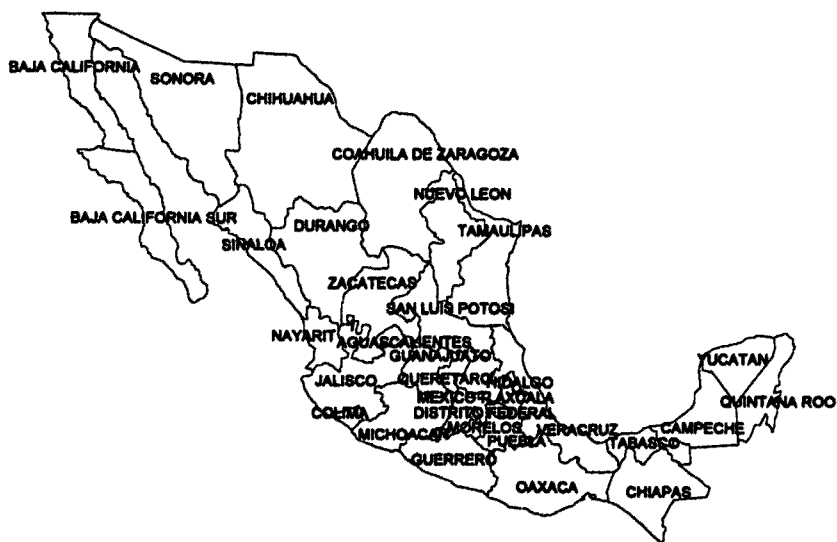 BAJA CALIFORNIA
SONORA
CHIHUAHUA
COAHUILA DE ZARAGOZA
NUEVO LEON
BAJA CALIFORNIA SUR
SINALOA
DURANGO
TAMAULIPAS
ZACATECAS
SAN LUIS POTOSI
NAYARIT
AGUASCALIENTES
GUANAJUATO
YUCATAN
JALISCO
QUERETARO
HIDALGO
MEXICO
TLAXCALA
QUINTANA ROO
COLIMA
DISTRITO FEDERAL
MICHOACAN
MORELOS
VERACRUZ
CAMPECHE
PUEBLA
TABASCO
GUERRERO
OAXACA
CHIAPAS